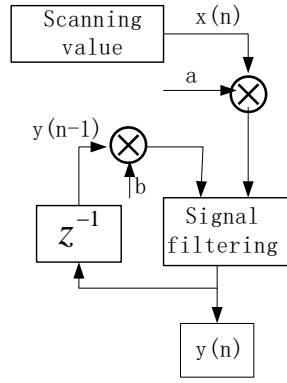 Scanning
value
x(n)
a
y(n-1)
b
z⁻¹
Signal
filtering
y(n)